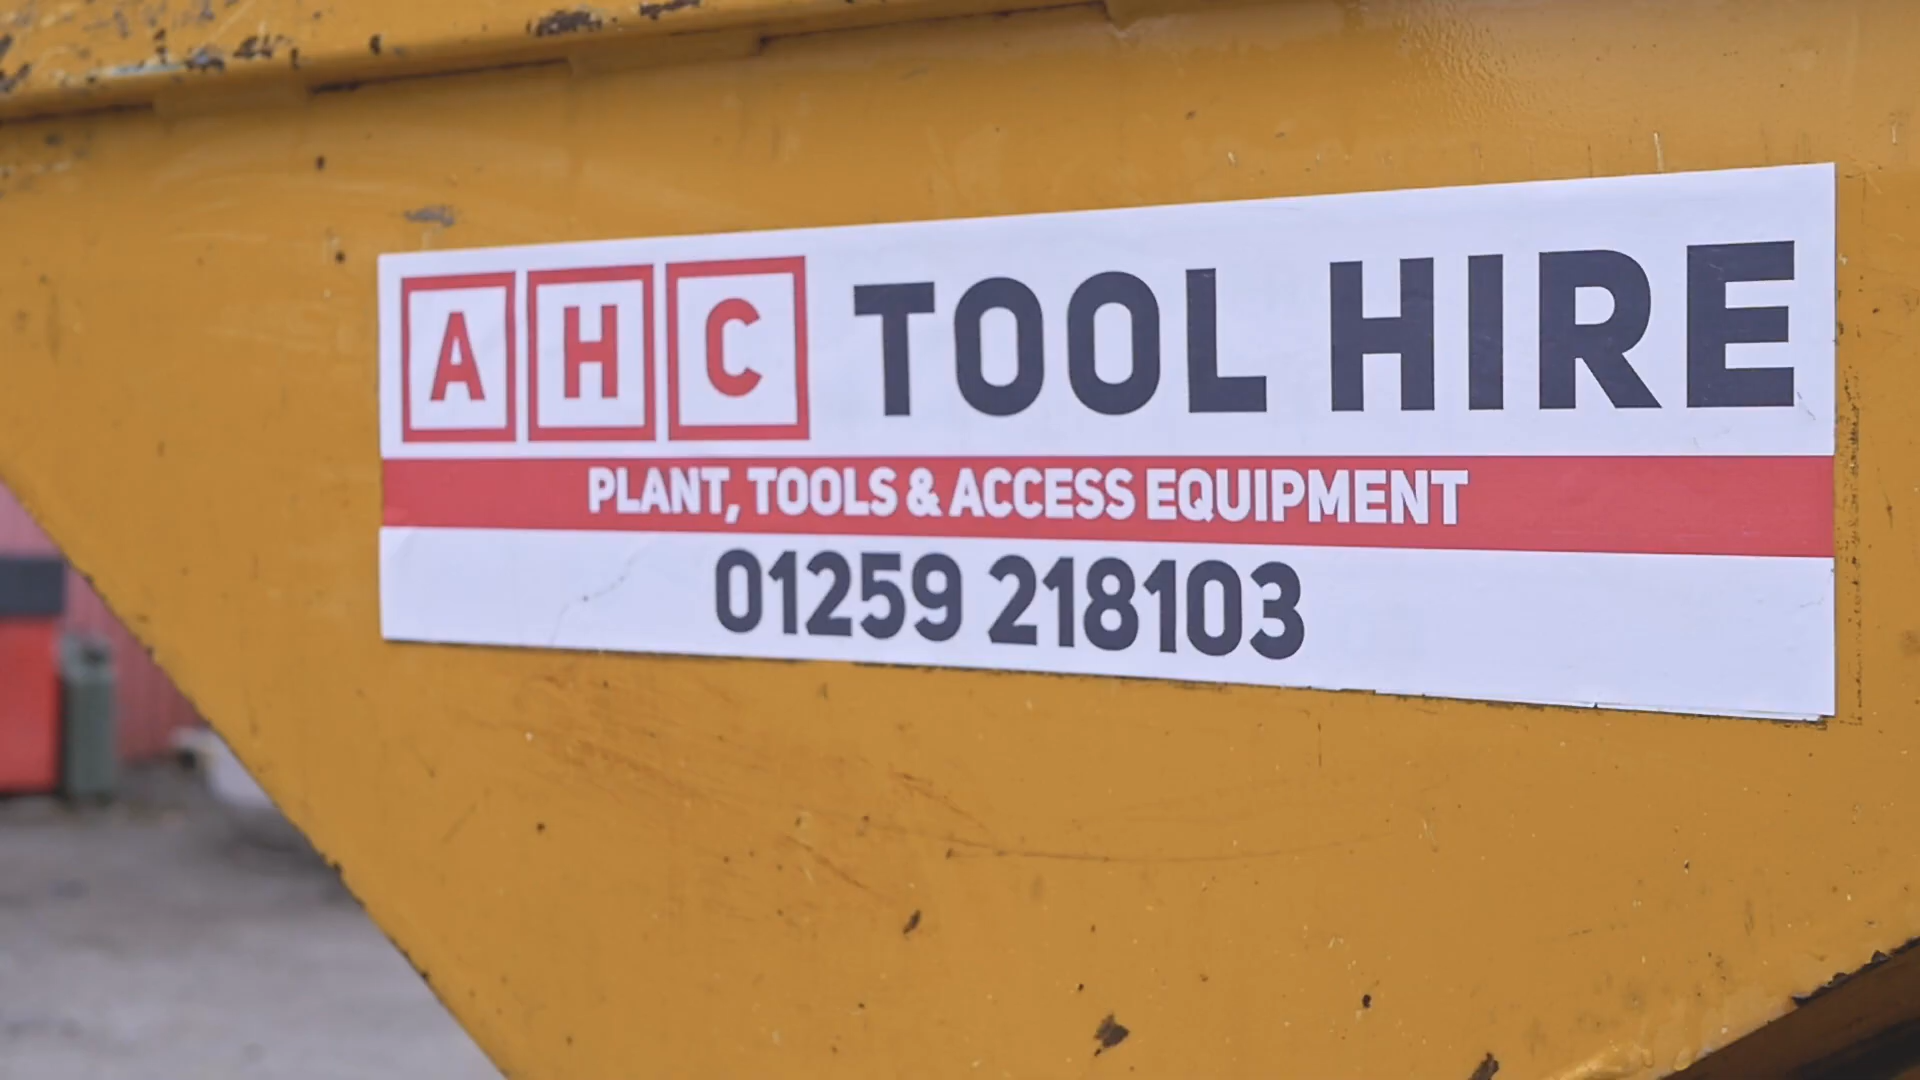 AHC TOOL HIRE
PLANT, TOOLS & ACCESS EQUIPMENT
01259 218103